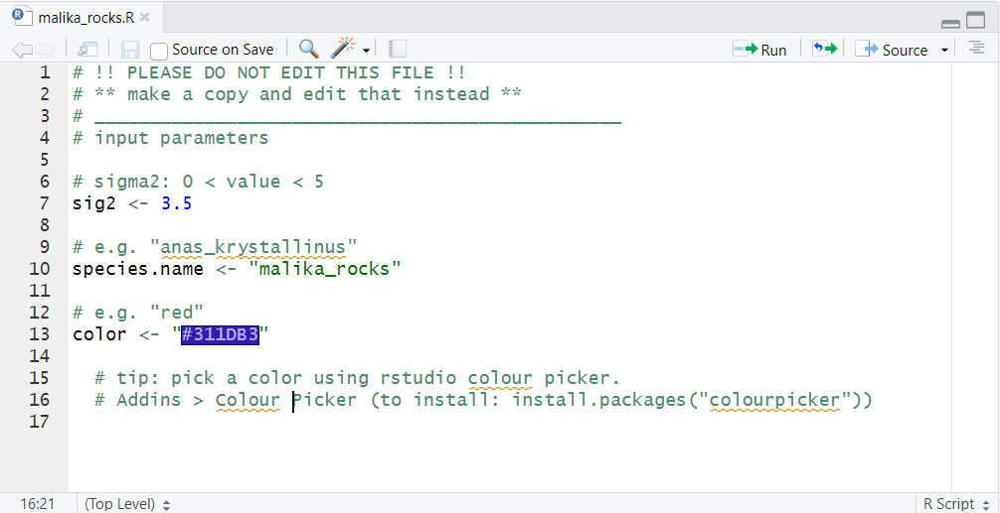 malika_rocks.R
Source on Save
Run
Source
1 # !! PLEASE DO NOT EDIT THIS FILE !!
2 # ** make a copy and edit that instead **
3 # ________________________________________________
4 # input parameters
5
6 # sigma2: 0 < value < 5
7 sig2 <- 3.5
8
9 # e.g. "anas_krystallinus"
10 species.name <- "malika_rocks"
11
12 # e.g. "red"
13 color <- "#311DB3"
14
15 # tip: pick a color using rstudio colour picker.
16 # Addins > Colour Picker (to install: install.packages("colourpicker"))
17
16:21 (Top Level) R Script